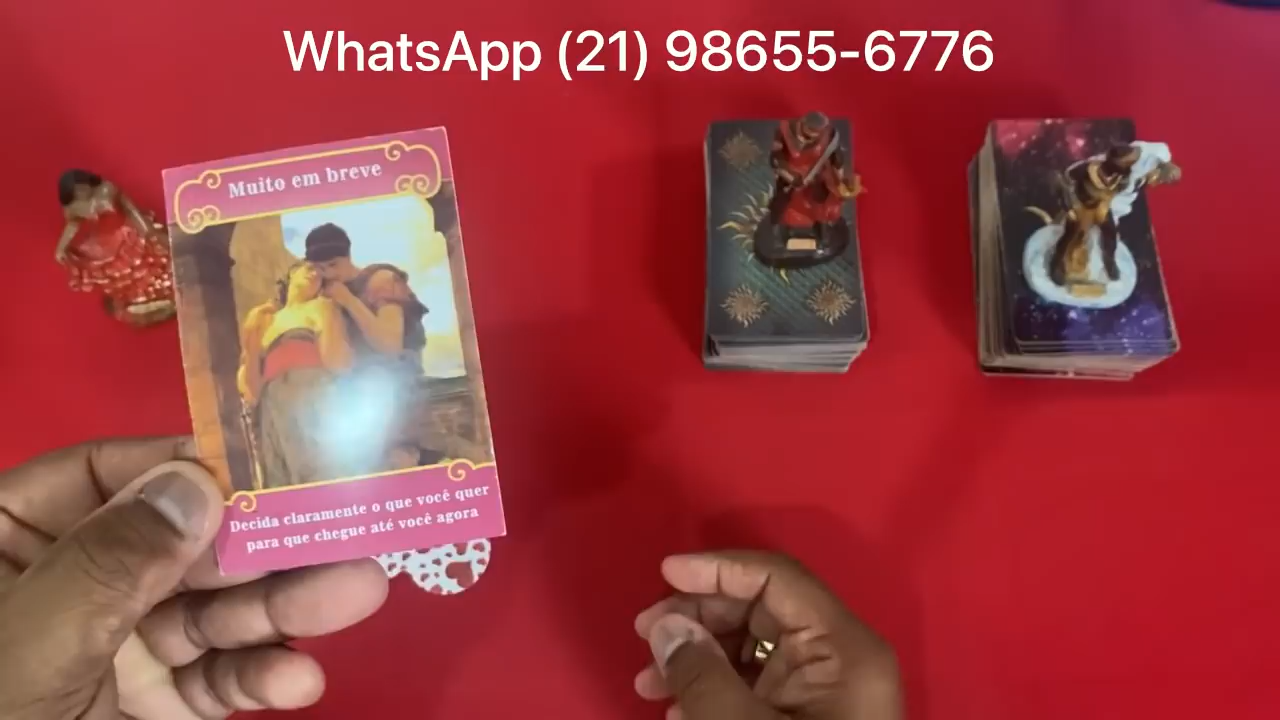 WhatsApp (21) 98655-6776
Muito em breve
Decida claramente o que você quer
para que chegue até você agora